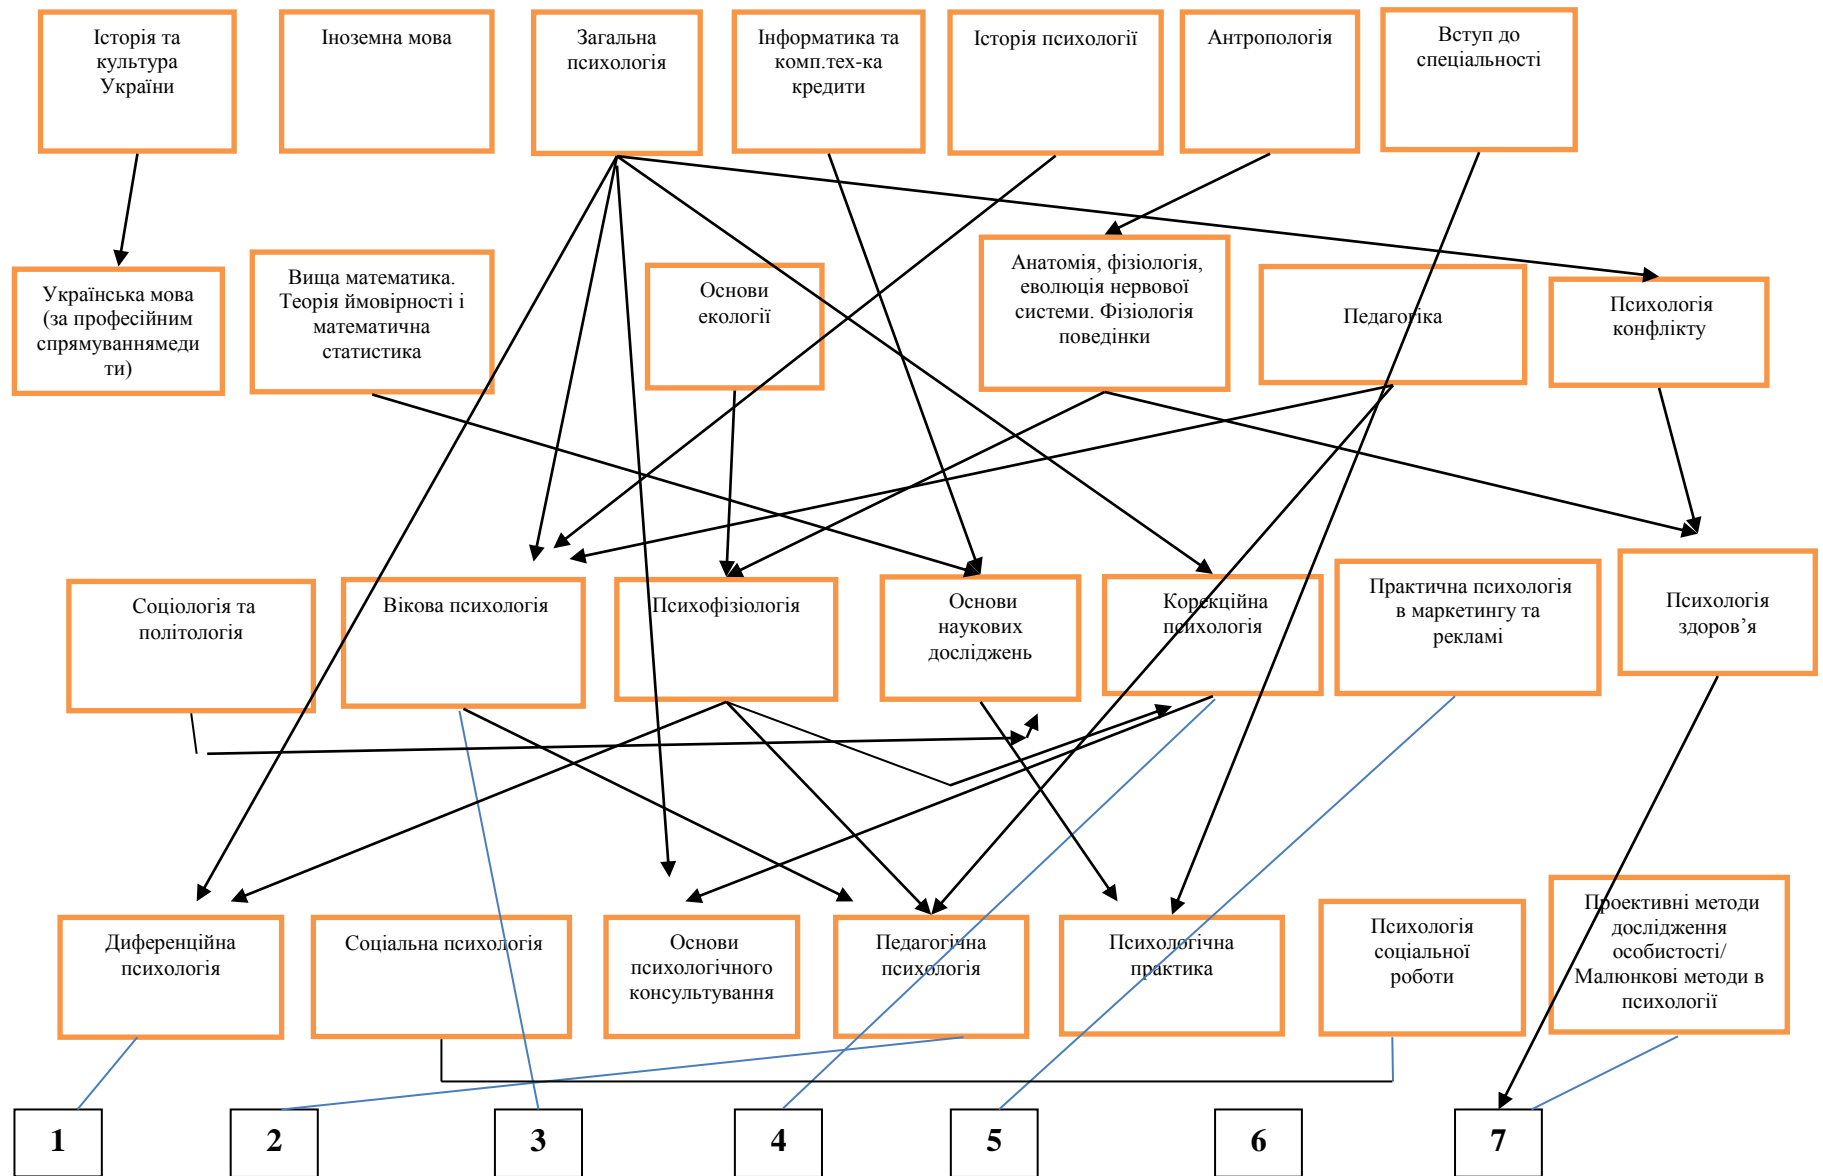 Історія та
культура
України
Іноземна мова
Загальна
психологія
Інформатика та
комп.тех-ка
кредити
Історія психології
Антропологія
Вступ до
спеціальності
Українська мова
(за професійним
спрямуваннямеди
ти)
Вища математика.
Теорія ймовірності і
математична
статистика
Основи
екології
Анатомія, фізіологія,
еволюція нервової
системи. Фізіологія
поведінки
Педагогіка
Психологія
конфлікту
Соціологія та
політологія
Вікова психологія
Психофізіологія
Основи
наукових
досліджень
Корекційна
психологія
Практична психологія
в маркетингу та
рекламі
Психологія
здоров’я
Диференційна
психологія
Соціальна психологія
Основи
психологічного
консультування
Педагогічна
психологія
Психологічна
практика
Психологія
соціальної
роботи
Проективні методи
дослідження
особистості/
Малюнкові методи в
психології
1
2
3
4
5
6
7